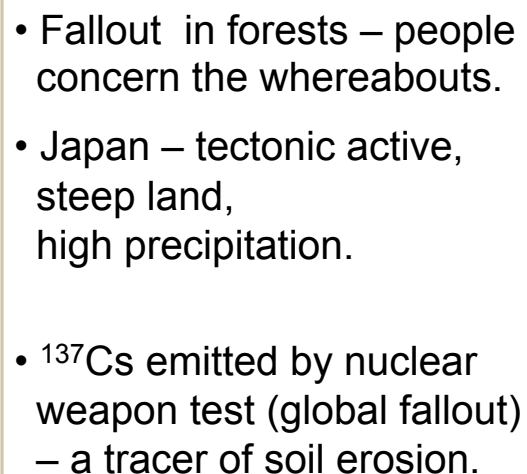 • Fallout in forests – people
concern the whereabouts.
• Japan – tectonic active,
steep land,
high precipitation.
• ¹³⁷Cs emitted by nuclear
weapon test (global fallout)
– a tracer of soil erosion.